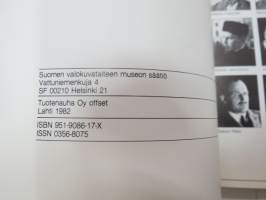 Suomen valokuvataiteen museon säätiö
Vattuniemenkuja 4
SF 00210 Helsinki 21
Tuotenauha Oy offset
Lahti 1982
ISBN 951-9086-17-X
ISSN 0356-8075